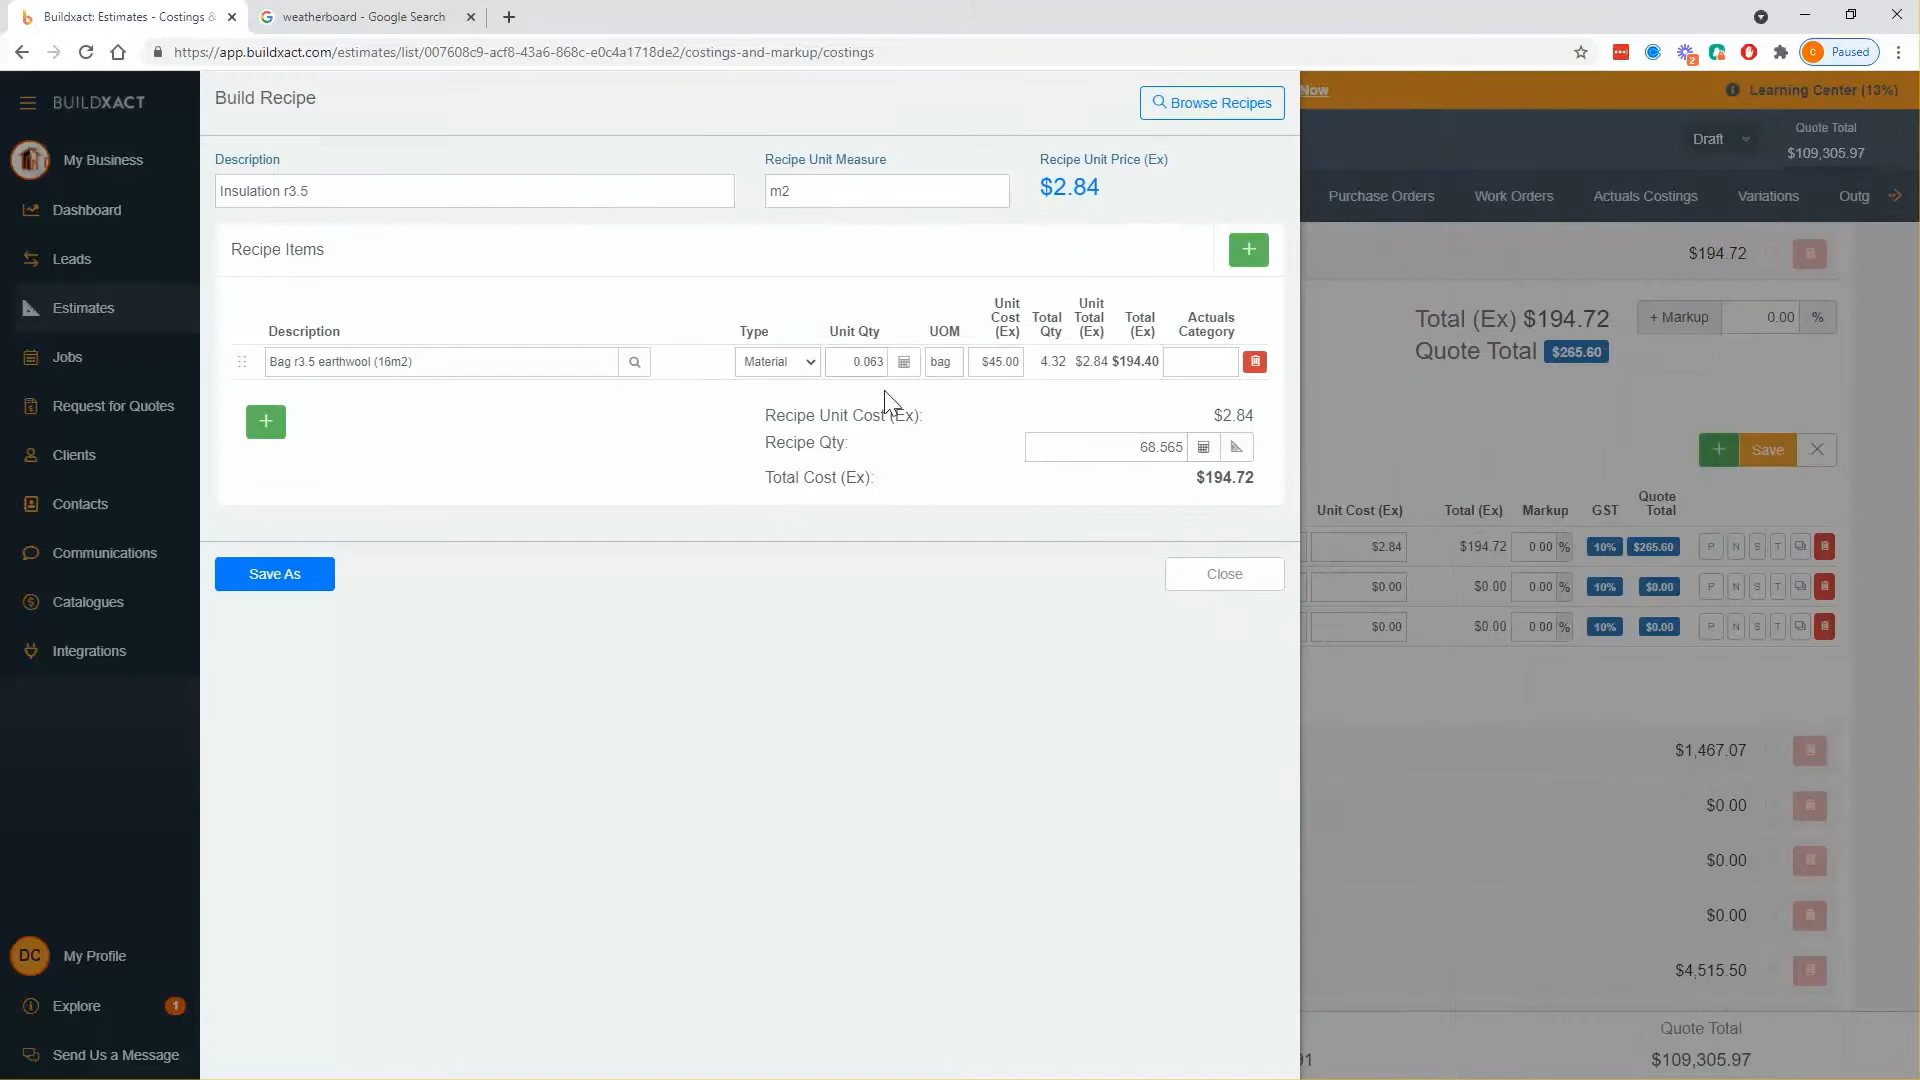 Buildxact: Estimates - Costings &
weatherboard - Google Search
https://app.buildxact.com/estimates/list/007608c9-acf8-43a6-868c-e0c4a1718de2/costings-and-markup/costings
2
C Paused
BUILDXACT
My Business
Dashboard
Leads
Estimates
Jobs
Request for Quotes
Clients
Contacts
Communications
Catalogues
Integrations
DC My Profile
Explore 1
Send Us a Message
Build Recipe
Browse Recipes
Description
Recipe Unit Measure
Recipe Unit Price (Ex)
Insulation r3.5
m2
$2.84
Recipe Items
Description Type Unit Qty UOM Unit Cost (Ex) Total Qty Unit Total (Ex) Total (Ex) Actuals Category
Bag r3.5 earthwool (16m2) Material 0.063 bag $45.00 4.32 $2.84 $194.40
Recipe Unit Cost (Ex): $2.84
Recipe Qty: 68.565
Total Cost (Ex): $194.72
Save As
Close
Now
Learning Center (13%)
Draft
Quote Total
$109,305.97
Purchase Orders Work Orders Actuals Costings Variations Outg
$194.72
Total (Ex) $194.72
+ Markup 0.00 %
Quote Total $265.60
Save
Unit Cost (Ex) Total (Ex) Markup GST Quote Total
$2.84 $194.72 0.00 % 10% $265.60 P N S T
$0.00 $0.00 0.00 % 10% $0.00 P N S T
$0.00 $0.00 0.00 % 10% $0.00 P N S T
$1,467.07
$0.00
$0.00
$0.00
$4,515.50
Quote Total
91 $109,305.97